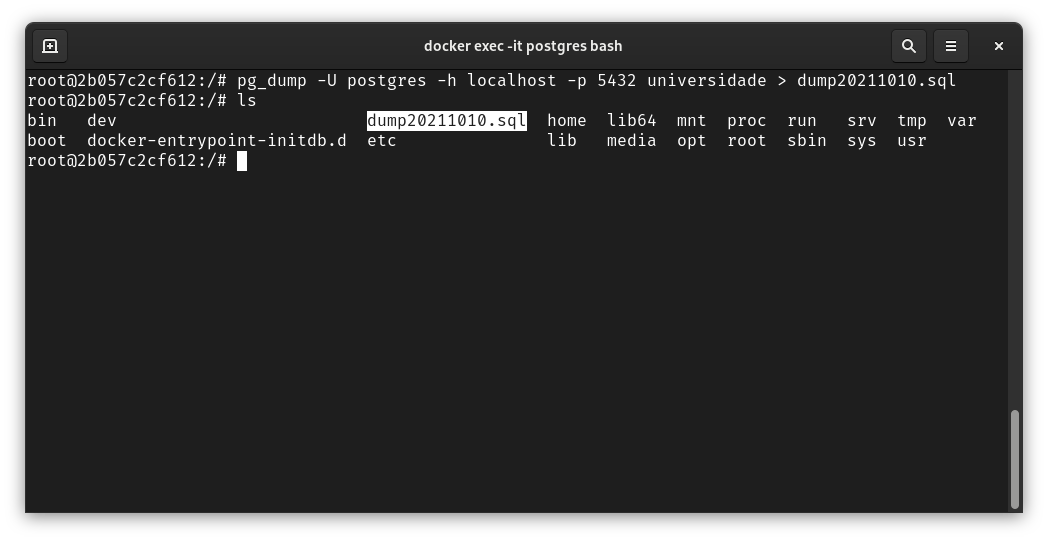 docker exec -it postgres bash
root@2b057c2cf612:/# pg_dump -U postgres -h localhost -p 5432 universidade > dump20211010.sql
root@2b057c2cf612:/# ls
bin   dev                         dump20211010.sql  home  lib64  mnt  proc  run   srv  tmp  var
boot  docker-entrypoint-initdb.d  etc               lib   media  opt  root  sbin  sys  usr
root@2b057c2cf612:/#